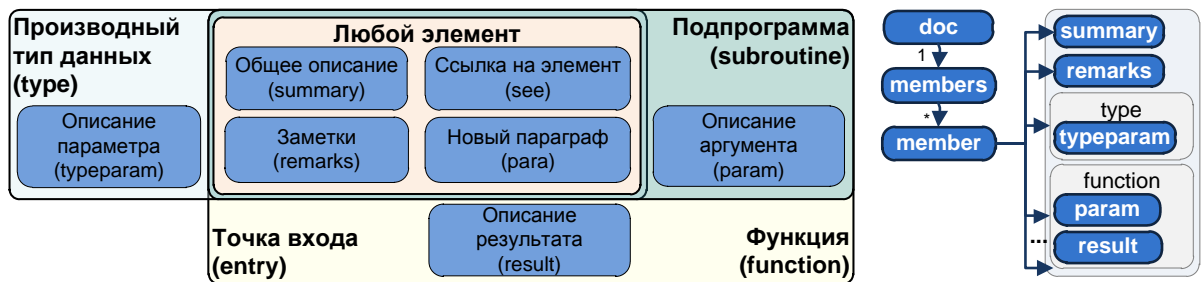 Производный
тип данных
(type)
Описание
параметра
(typeparam)
Любой элемент
Общее описание
(summary)
Ссылка на элемент
(see)
Заметки
(remarks)
Новый параграф
(para)
Подпрограмма
(subroutine)
Описание
аргумента
(param)
Точка входа
(entry)
Описание
результата
(result)
Функция
(function)
doc
1
members
*
member
summary
remarks
type
typeparam
function
param
...
result